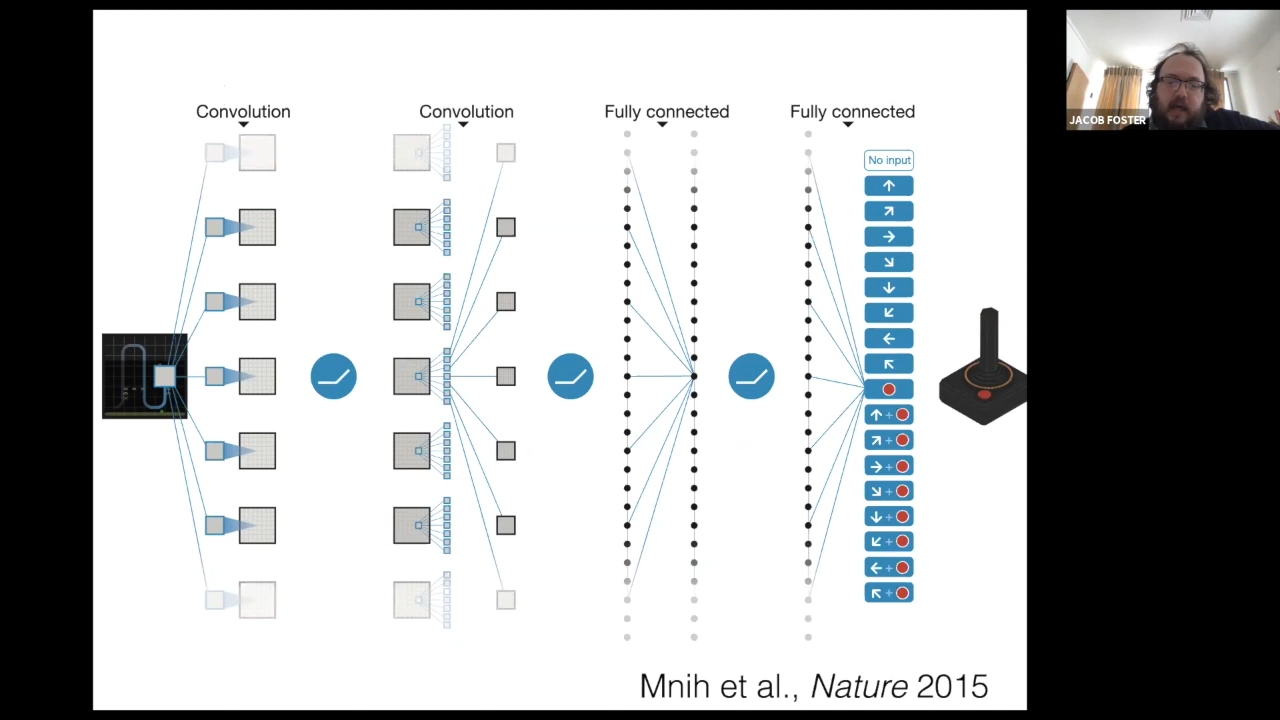 Convolution
Convolution
Fully connected
Fully connected
No input
Mnih et al., Nature 2015
JACOB FOSTER